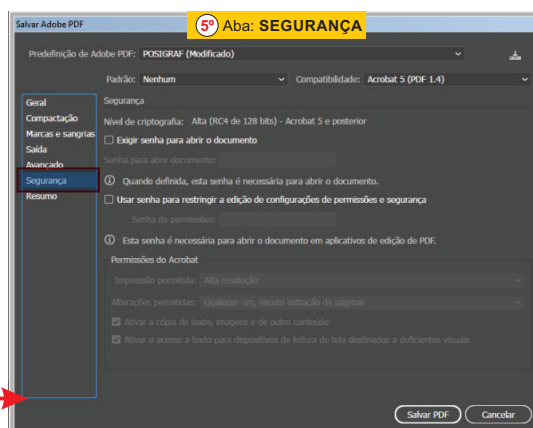 5º Aba: SEGURANÇA
Salvar Adobe PDF
Predefinição de Adobe PDF: POSIGRAF (Modificado)
Padrão: Nenhum Compatibilidade: Acrobat 5 (PDF 1.4)
Geral
Compactação
Marcas e sangrias
Saída
Avançado
Segurança
Resumo
Segurança
Nível de criptografia: Alta (RC4 de 128 bits) - Acrobat 5 e posterior
Exigir senha para abrir o documento
Senha para abrir documento:
Quando definida, esta senha é necessária para abrir o documento.
Usar senha para restringir a edição de configurações de permissões e segurança
Senha de permissões:
Esta senha é necessária para abrir o documento em aplicativos de edição de PDF.
Permissões do Acrobat
Impressão permitida: Alta resolução
Alterações permitidas: Qualquer um, exceto extração de páginas
Ativar a cópia de texto, imagens e de outro conteúdo
Ativar o acesso a texto para dispositivos de leitura de tela destinados a deficientes visuais
Salvar PDF Cancelar